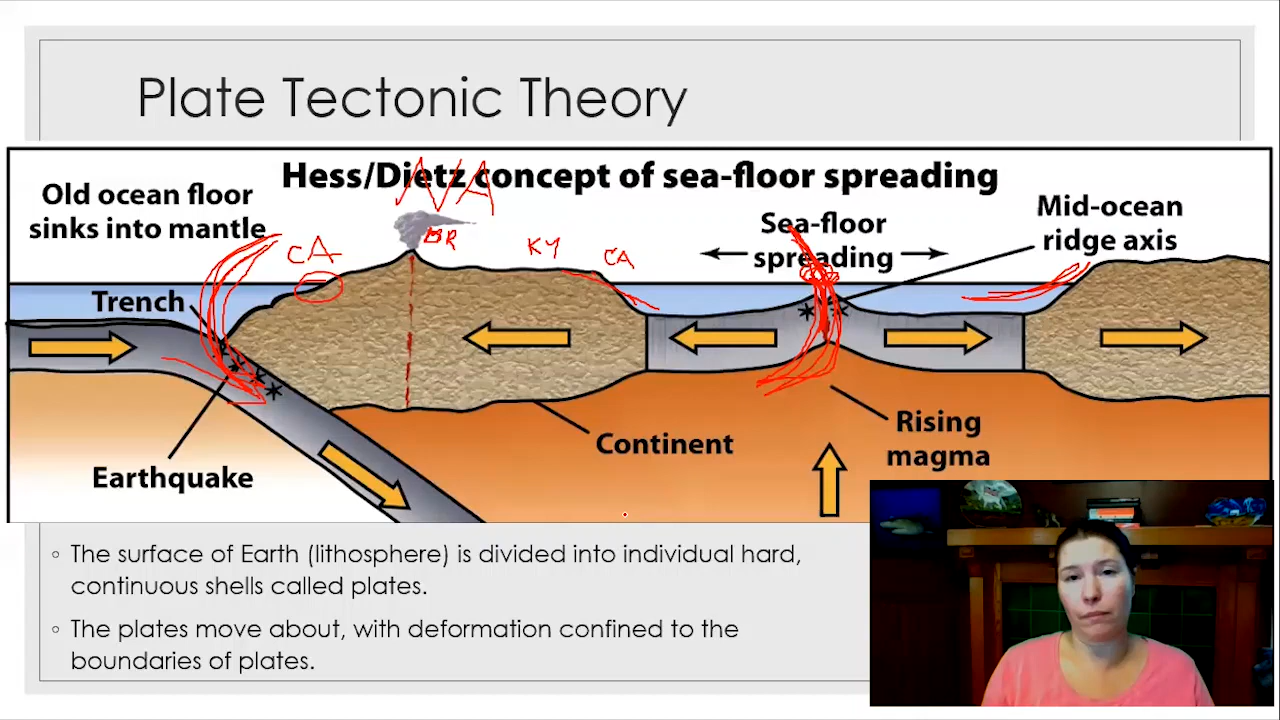 Plate Tectonic Theory
Hess/Dietz concept of sea-floor spreading
Old ocean floor
sinks into mantle
NA
BR
CA
KY
CA
Sea-floor
spreading
Mid-ocean
ridge axis
Trench
Earthquake
Continent
Rising
magma
◦ The surface of Earth (lithosphere) is divided into individual hard,
continuous shells called plates.
◦ The plates move about, with deformation confined to the
boundaries of plates.